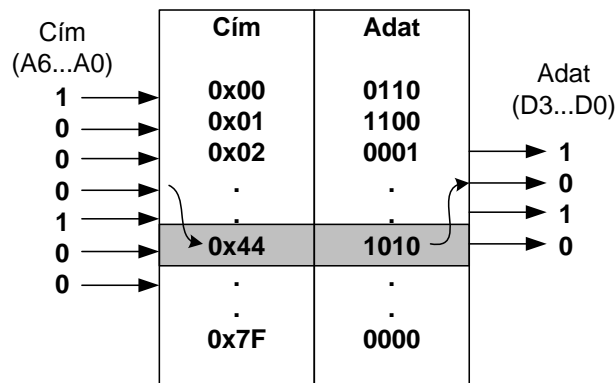 Cím
(A6...A0)
1
0
0
0
1
0
0
Cím Adat
0x00 0110
0x01 1100
0x02 0001
. .
. .
0x44 1010
. .
. .
0x7F 0000
Adat
(D3...D0)
1
0
1
0